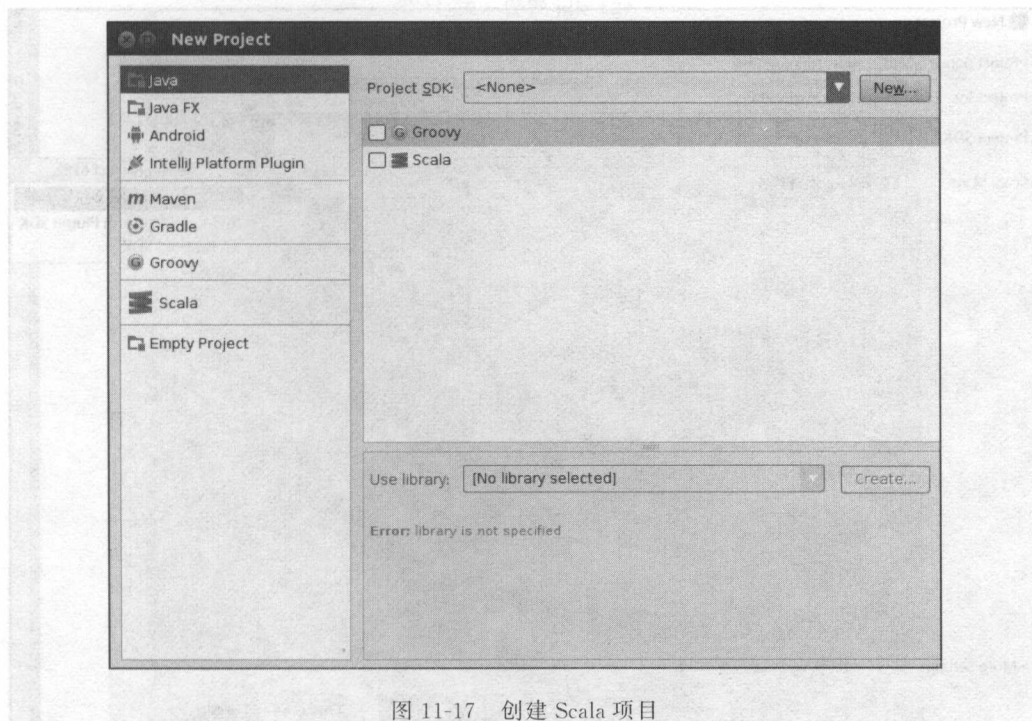 New Project
Java
Java FX
Android
IntelliJ Platform Plugin
Maven
Gradle
Groovy
Scala
Empty Project
Project SDK: <None> New...
Groovy
Scala
Use library: [No library selected] Create...
Error: library is not specified
图 11-17 创建 Scala 项目